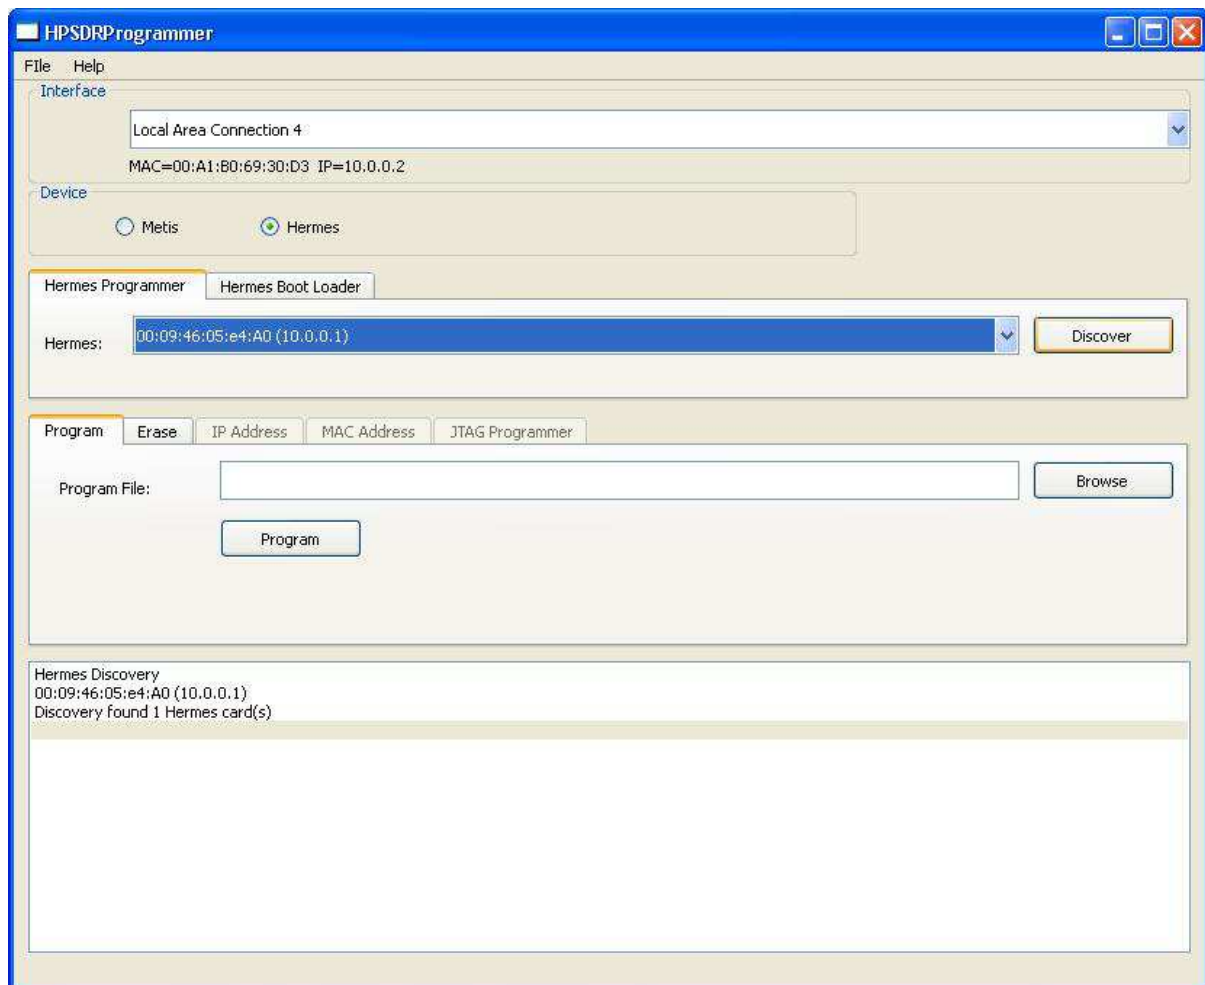 HPSDRProgrammer
FIle Help
Interface
Local Area Connection 4
MAC=00:A1:B0:69:30:D3 IP=10.0.0.2
Device
Metis Hermes
Hermes Programmer Hermes Boot Loader
Hermes: 00:09:46:05:e4:A0 (10.0.0.1) Discover
Program Erase IP Address MAC Address JTAG Programmer
Program File: Browse
Program
Hermes Discovery
00:09:46:05:e4:A0 (10.0.0.1)
Discovery found 1 Hermes card(s)